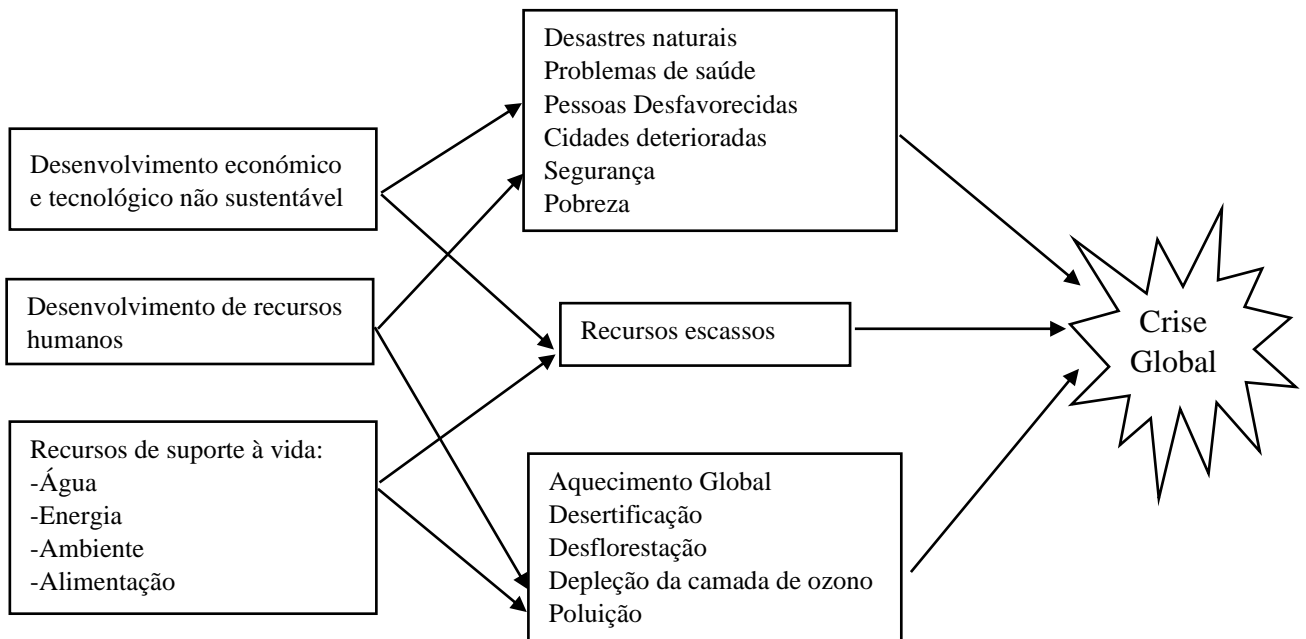 Desenvolvimento económico
e tecnológico não sustentável
Desenvolvimento de recursos
humanos
Recursos de suporte à vida:
-Água
-Energia
-Ambiente
-Alimentação
Desastres naturais
Problemas de saúde
Pessoas Desfavorecidas
Cidades deterioradas
Segurança
Pobreza
Recursos escassos
Aquecimento Global
Desertificação
Desflorestação
Depleção da camada de ozono
Poluição
Crise
Global